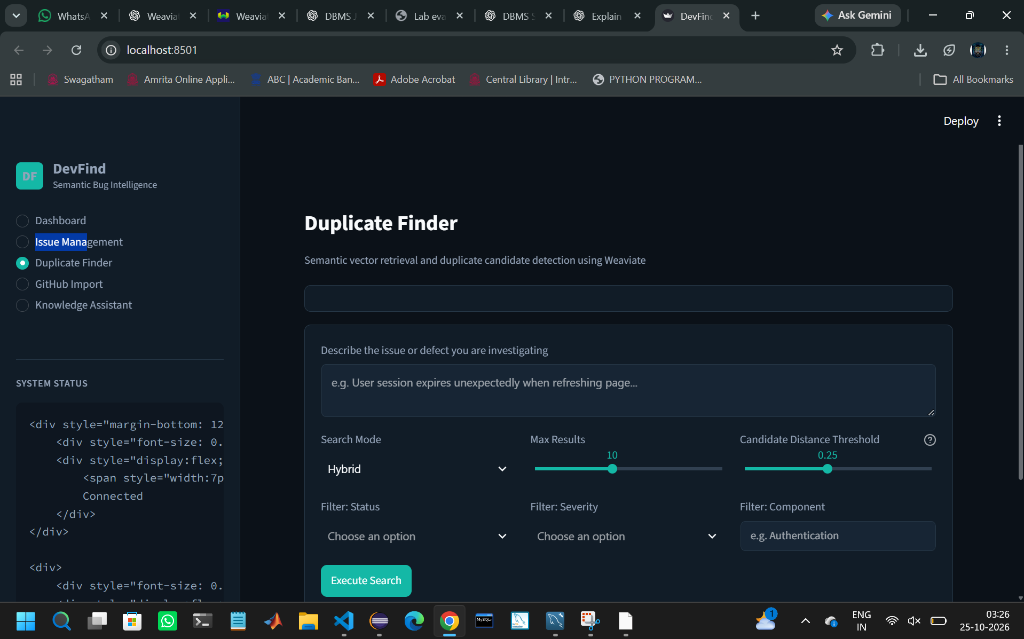 WhatsA
Weavia
Weavia
DBMS A
Lab eva
DBMS S
Explain
DevFin
Ask Gemini
localhost:8501
Swagatham
Amrita Online Appli...
ABC | Academic Ban...
Adobe Acrobat
Central Library | Intr...
PYTHON PROGRAM...
All Bookmarks
Deploy
DF
DevFind
Semantic Bug Intelligence
Dashboard
Issue Management
Duplicate Finder
GitHub Import
Knowledge Assistant
SYSTEM STATUS
<div style="margin-bottom: 12
<div style="font-size: 0.
<div style="display:flex;
<span style="width:7p
Connected
</div>
</div>
<div>
<div style="font-size: 0.
Duplicate Finder
Semantic vector retrieval and duplicate candidate detection using Weaviate
Describe the issue or defect you are investigating
e.g. User session expires unexpectedly when refreshing page...
Search Mode
Max Results
Candidate Distance Threshold
10
0.25
Hybrid
Filter: Status
Filter: Severity
Filter: Component
Choose an option
Choose an option
e.g. Authentication
Execute Search
1
ENG
IN
03:26
25-10-2026